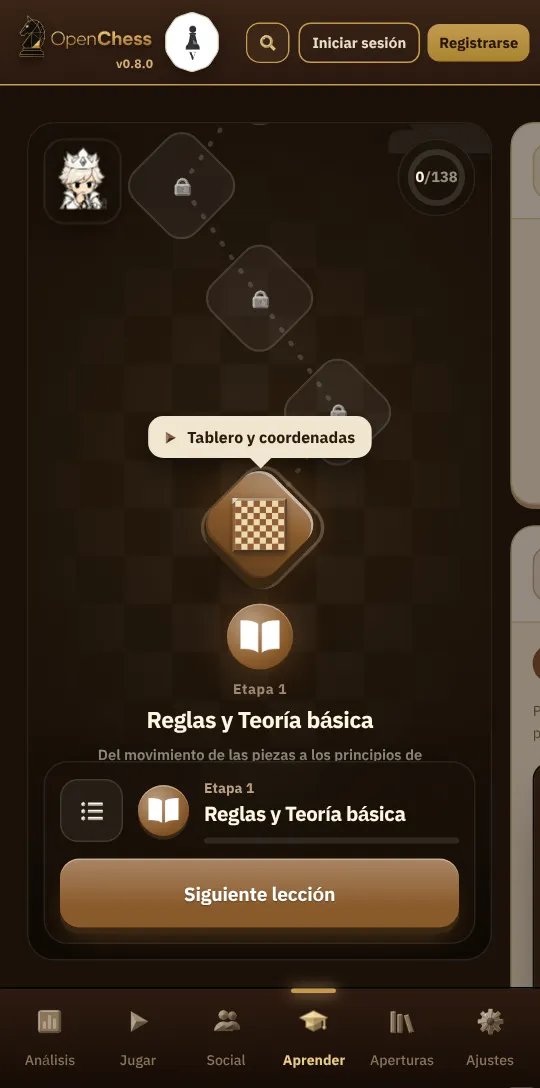 OpenChess
v0.8.0
V
Iniciar sesión
Registrarse
0/138
Tablero y coordenadas
Etapa 1
Reglas y Teoría básica
Del movimiento de las piezas a los principios de
Etapa 1
Reglas y Teoría básica
Siguiente lección
Análisis
Jugar
Social
Aprender
Aperturas
Ajustes